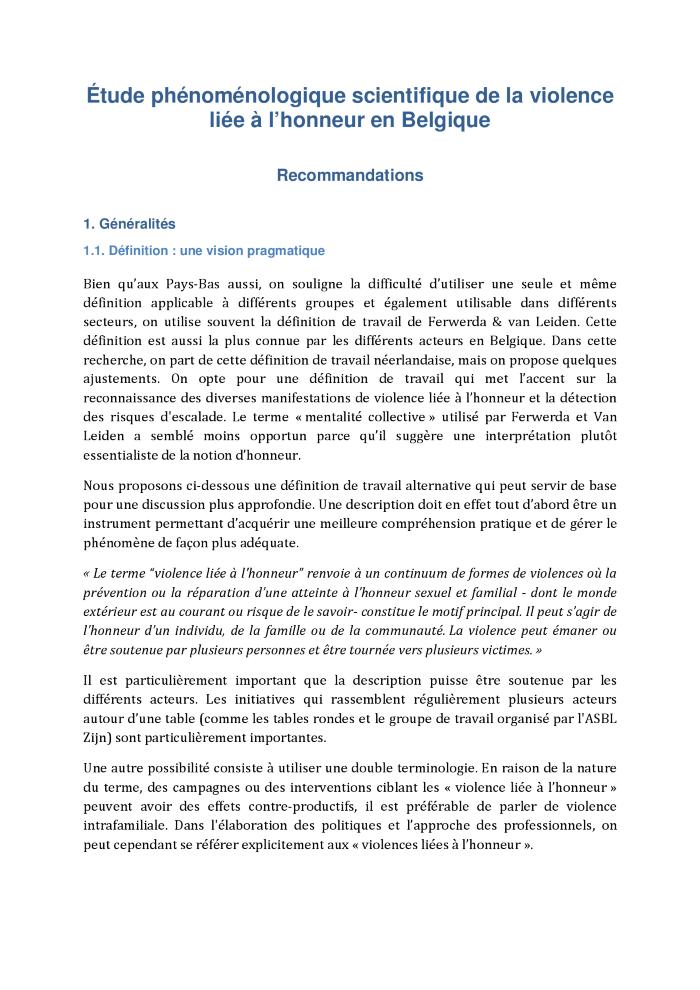 Étude phénoménologique scientifique de la violence
liée à l’honneur en Belgique
Recommandations
1. Généralités
1.1. Définition : une vision pragmatique
Bien qu’aux Pays-Bas aussi, on souligne la difficulté d’utiliser une seule et même
définition applicable à différents groupes et également utilisable dans différents
secteurs, on utilise souvent la définition de travail de Ferwerda & van Leiden. Cette
définition est aussi la plus connue par les différents acteurs en Belgique. Dans cette
recherche, on part de cette définition de travail néerlandaise, mais on propose quelques
ajustements. On opte pour une définition de travail qui met l’accent sur la
reconnaissance des diverses manifestations de violence liée à l’honneur et la détection
des risques d'escalade. Le terme « mentalité collective » utilisé par Ferwerda et Van
Leiden a semblé moins opportun parce qu’il suggère une interprétation plutôt
essentialiste de la notion d’honneur.
Nous proposons ci-dessous une définition de travail alternative qui peut servir de base
pour une discussion plus approfondie. Une description doit en effet tout d’abord être un
instrument permettant d’acquérir une meilleure compréhension pratique et de gérer le
phénomène de façon plus adéquate.
« Le terme “violence liée à l’honneur” renvoie à un continuum de formes de violences où la
prévention ou la réparation d’une atteinte à l’honneur sexuel et familial - dont le monde
extérieur est au courant ou risque de le savoir- constitue le motif principal. Il peut s’agir de
l’honneur d’un individu, de la famille ou de la communauté. La violence peut émaner ou
être soutenue par plusieurs personnes et être tournée vers plusieurs victimes. »
Il est particulièrement important que la description puisse être soutenue par les
différents acteurs. Les initiatives qui rassemblent régulièrement plusieurs acteurs
autour d’une table (comme les tables rondes et le groupe de travail organisé par l'ASBL
Zijn) sont particulièrement importantes.
Une autre possibilité consiste à utiliser une double terminologie. En raison de la nature
du terme, des campagnes ou des interventions ciblant les « violence liée à l’honneur »
peuvent avoir des effets contre-productifs, il est préférable de parler de violence
intrafamiliale. Dans l'élaboration des politiques et l’approche des professionnels, on
peut cependant se référer explicitement aux « violences liées à l’honneur ».